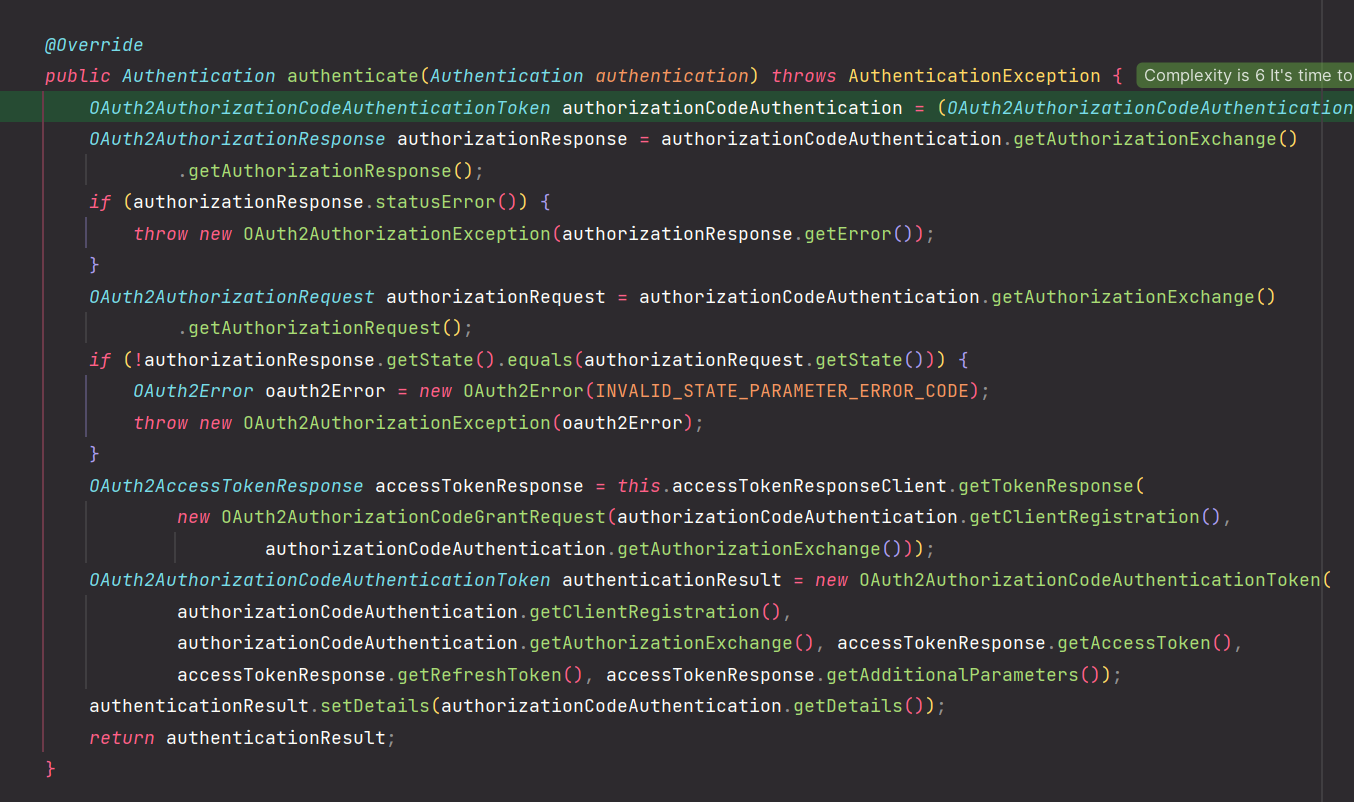 @Override
public Authentication authenticate(Authentication authentication) throws AuthenticationException { Complexity is 6 It's time to
OAuth2AuthorizationCodeAuthenticationToken authorizationCodeAuthentication = (OAuth2AuthorizationCodeAuthentication
OAuth2AuthorizationResponse authorizationResponse = authorizationCodeAuthentication.getAuthorizationExchange()
.getAuthorizationResponse();
if (authorizationResponse.statusError()) {
throw new OAuth2AuthorizationException(authorizationResponse.getError());
}
OAuth2AuthorizationRequest authorizationRequest = authorizationCodeAuthentication.getAuthorizationExchange()
.getAuthorizationRequest();
if (!authorizationResponse.getState().equals(authorizationRequest.getState())) {
OAuth2Error oauth2Error = new OAuth2Error(INVALID_STATE_PARAMETER_ERROR_CODE);
throw new OAuth2AuthorizationException(oauth2Error);
}
OAuth2AccessTokenResponse accessTokenResponse = this.accessTokenResponseClient.getTokenResponse(
new OAuth2AuthorizationCodeGrantRequest(authorizationCodeAuthentication.getClientRegistration(),
authorizationCodeAuthentication.getAuthorizationExchange()));
OAuth2AuthorizationCodeAuthenticationToken authenticationResult = new OAuth2AuthorizationCodeAuthenticationToken(
authorizationCodeAuthentication.getClientRegistration(),
authorizationCodeAuthentication.getAuthorizationExchange(), accessTokenResponse.getAccessToken(),
accessTokenResponse.getRefreshToken(), accessTokenResponse.getAdditionalParameters());
authenticationResult.setDetails(authorizationCodeAuthentication.getDetails());
return authenticationResult;
}